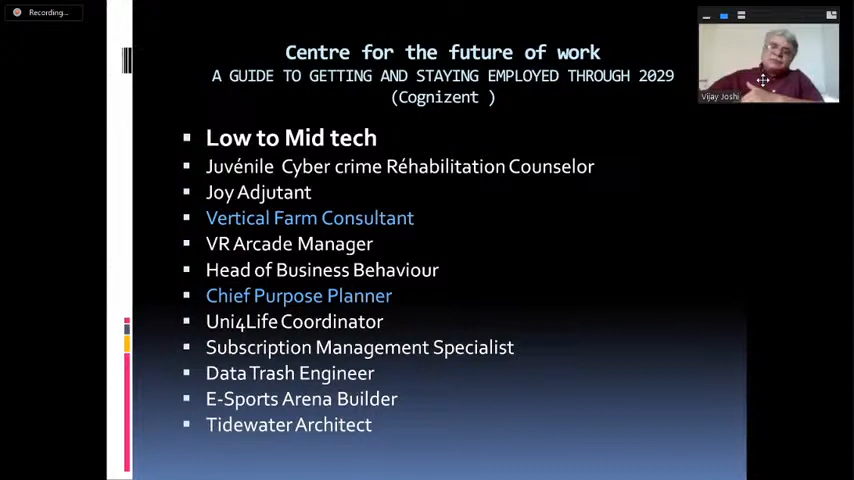 Recording...
Centre for the future of work
A GUIDE TO GETTING AND STAYING EMPLOYED THROUGH 2029
(Cognizent )
Vijay Joshi
Low to Mid tech
Juvénile Cyber crime Réhabilitation Counselor
Joy Adjutant
Vertical Farm Consultant
VR Arcade Manager
Head of Business Behaviour
Chief Purpose Planner
Uni4Life Coordinator
Subscription Management Specialist
Data Trash Engineer
E-Sports Arena Builder
Tidewater Architect